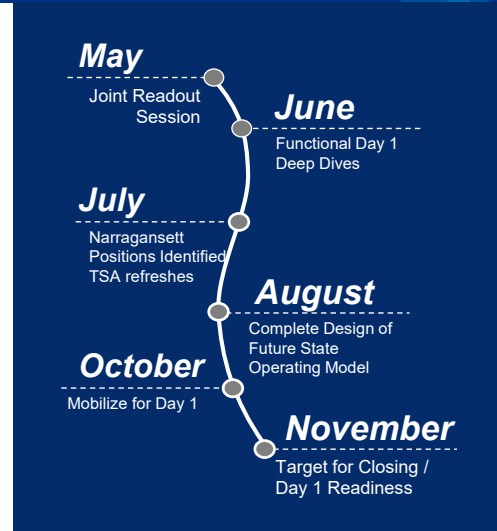 May
Joint Readout
Session
June
Functional Day 1
Deep Dives
July
Narragansett
Positions Identified
TSA refreshes
August
Complete Design of
Future State
Operating Model
October
Mobilize for Day 1
November
Target for Closing /
Day 1 Readiness